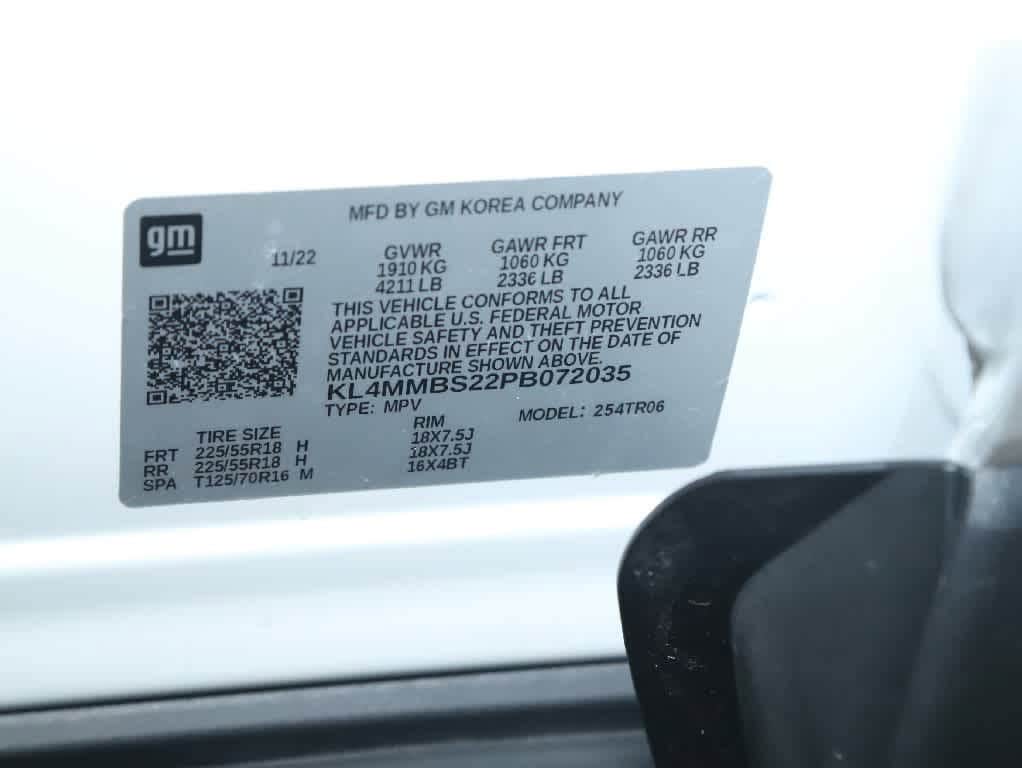 gm
MFD BY GM KOREA COMPANY
11/22
GVWR GAWR FRT GAWR RR
1910 KG 1060 KG 1060 KG
4211 LB 2336 LB 2336 LB
THIS VEHICLE CONFORMS TO ALL
APPLICABLE U.S. FEDERAL MOTOR
VEHICLE SAFETY AND THEFT PREVENTION
STANDARDS IN EFFECT ON THE DATE OF
MANUFACTURE SHOWN ABOVE.
KL4MMBS22PB072035
TYPE: MPV MODEL: 254TR06
TIRE SIZE RIM
FRT 225/55R18 H 18X7.5J
RR 225/55R18 H 18X7.5J
SPA T125/70R16 M 16X4BT